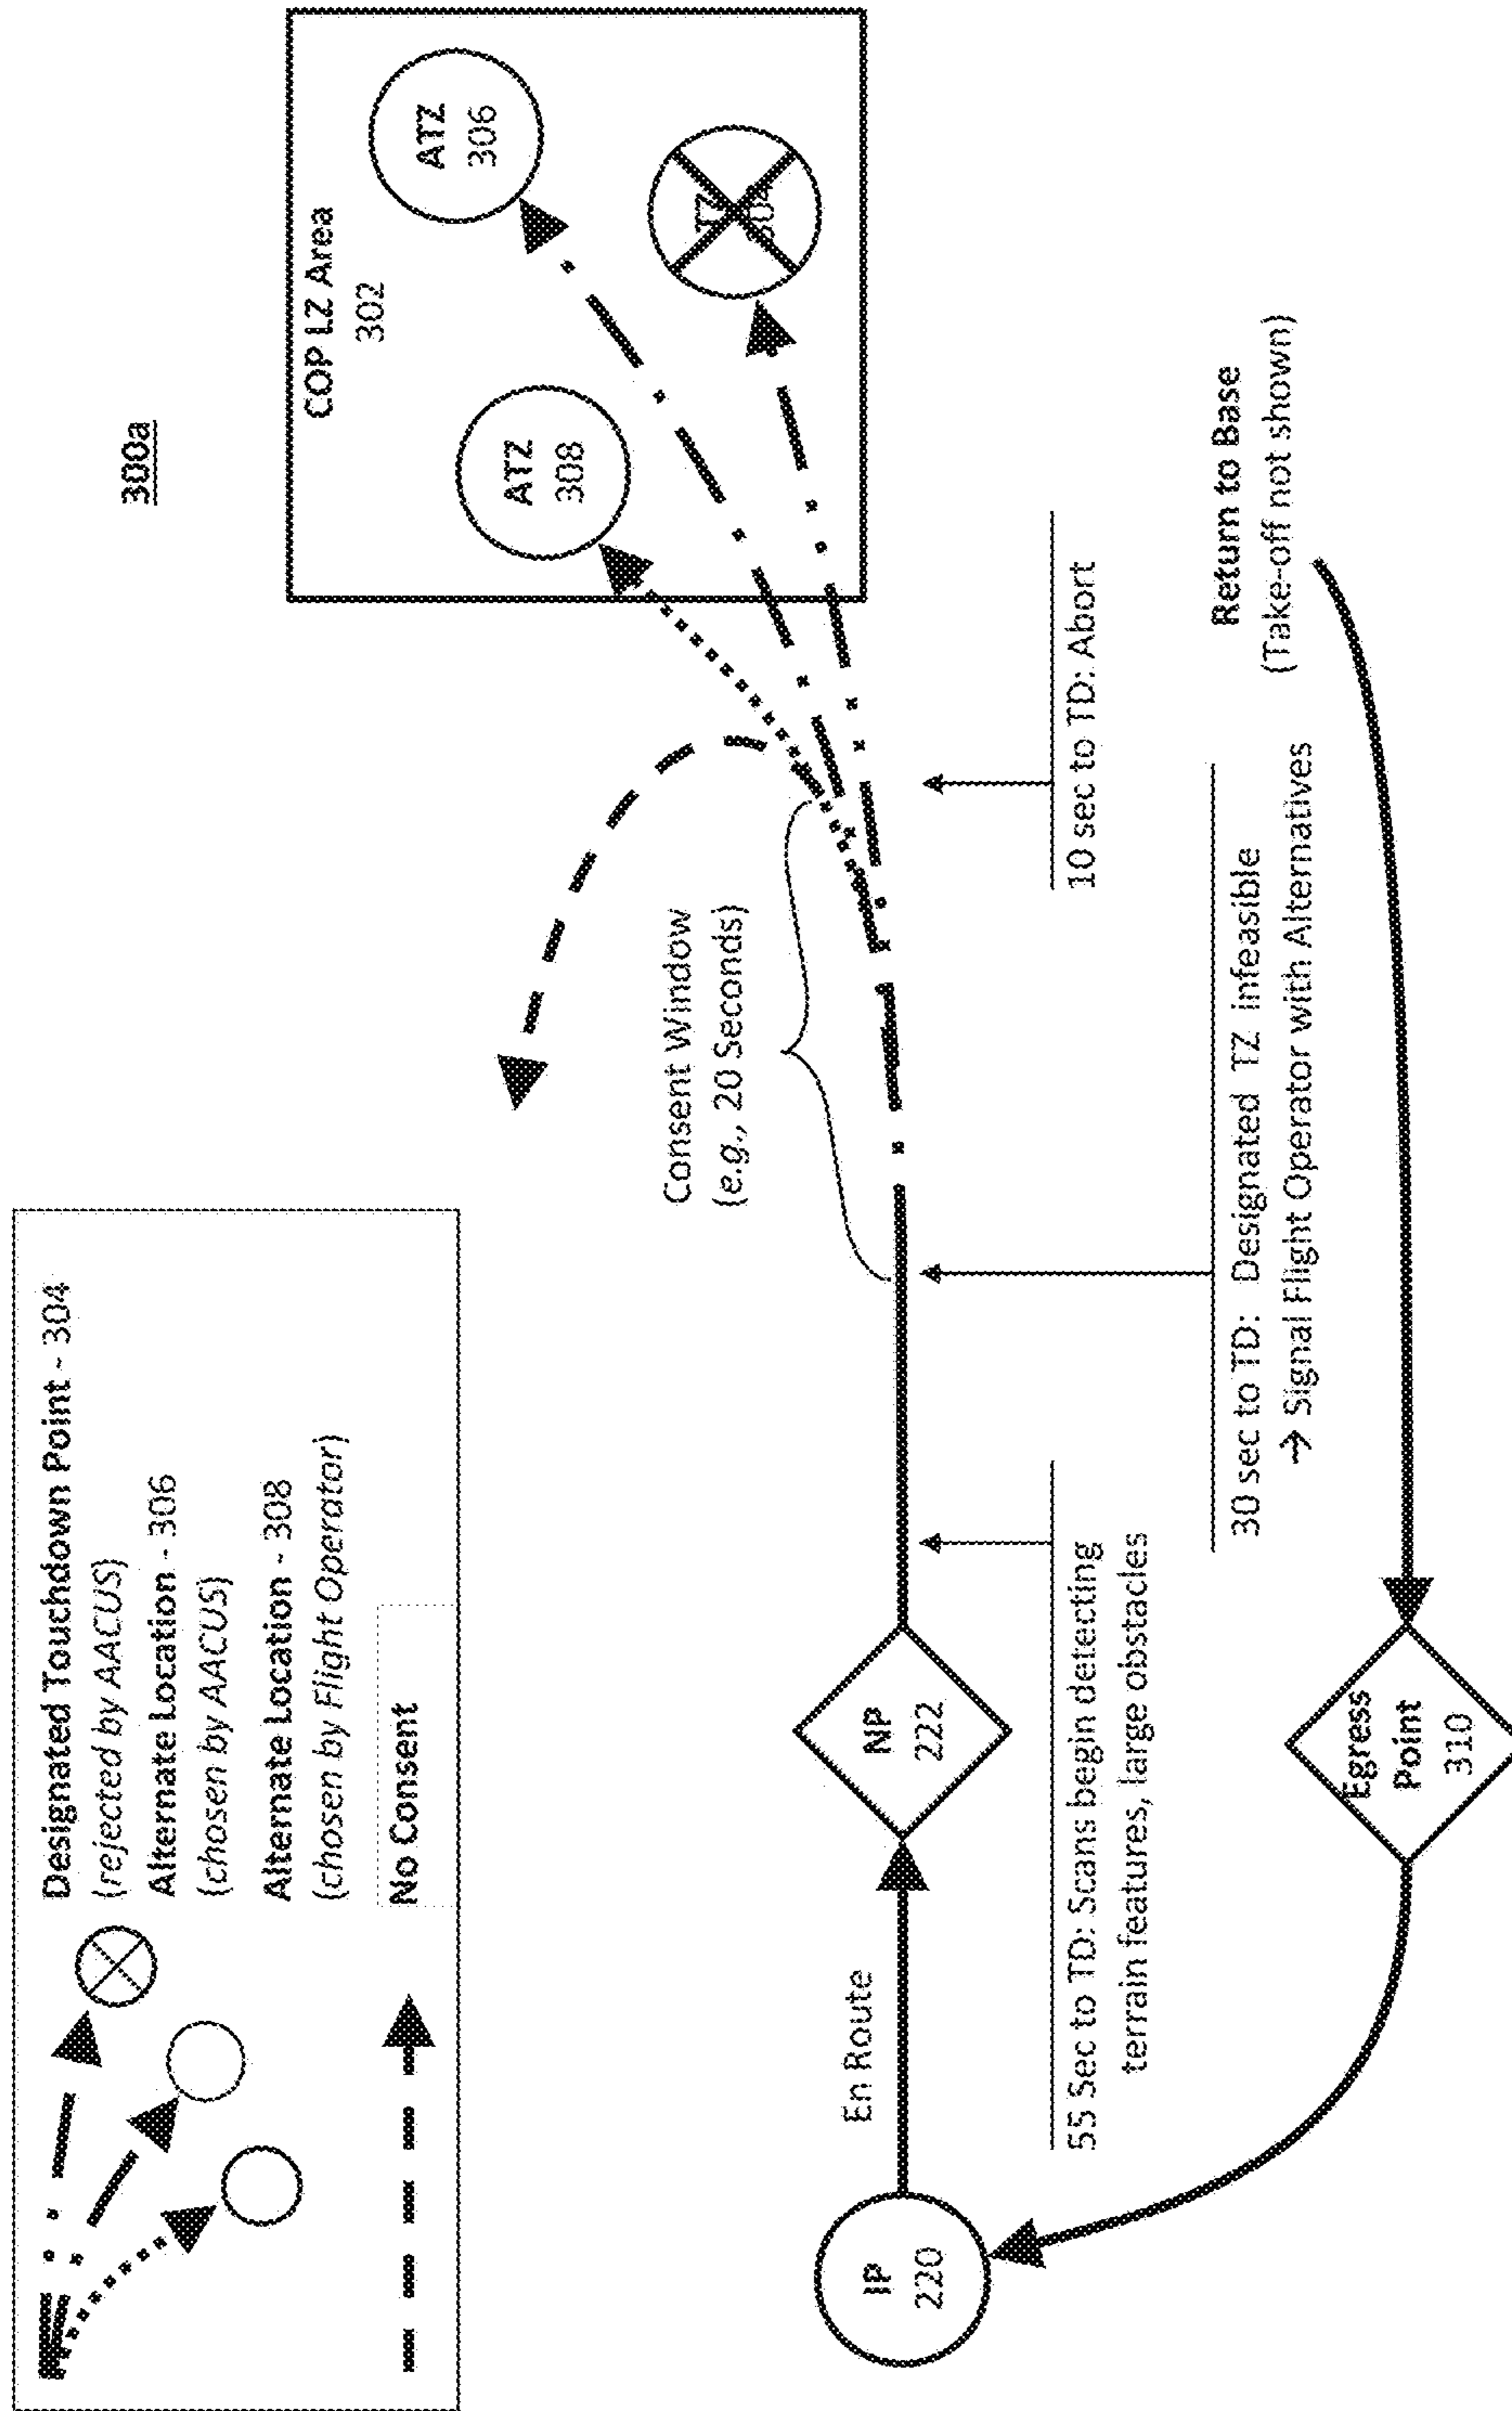 300a
Designated Touchdown Point - 304
(rejected by AACUS)
Alternate Location - 306
(chosen by AACUS)
Alternate Location - 308
(chosen by Flight Operator)
No Consent
COP LZ Area
302
ATZ
306
ATZ
308
TZ
304
Consent Window
(e.g., 20 Seconds)
En Route
IP
220
NP
222
10 sec to TD: Abort
55 Sec to TD: Scans begin detecting
terrain features, large obstacles
30 sec to TD: Designated TZ infeasible
→ Signal Flight Operator with Alternatives
Return to Base
(Take-off not shown)
Egress
Point
310